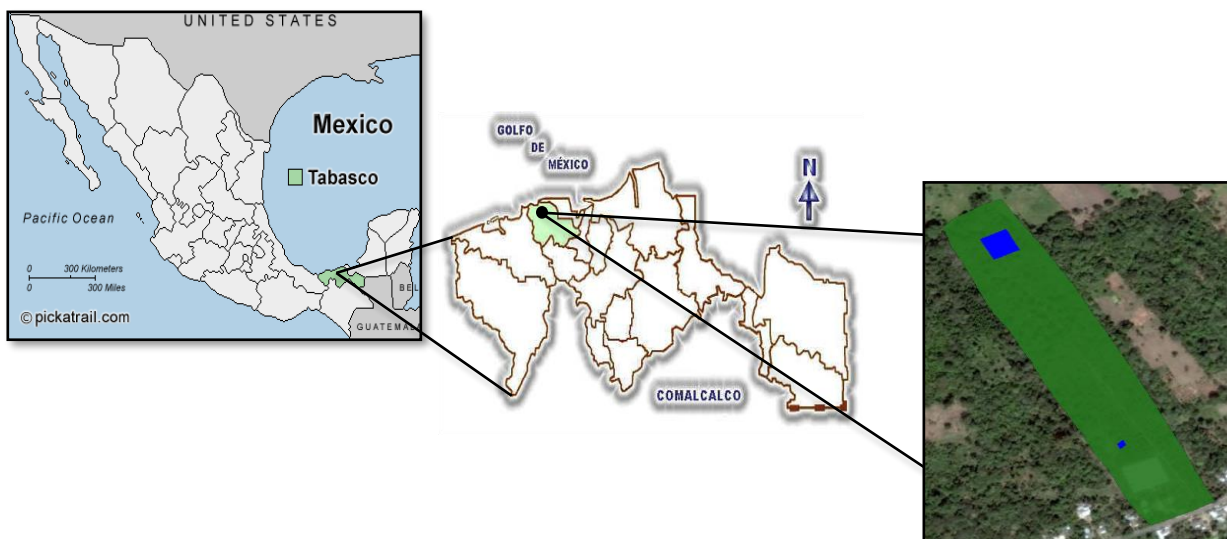 UNITED STATES
Mexico
Tabasco
Pacific Ocean
0 300 Kilometers
0 300 Miles
© pickatrail.com
BEL
GUATEMA
GOLFO
DE
MÉXICO
N
COMALCALCO